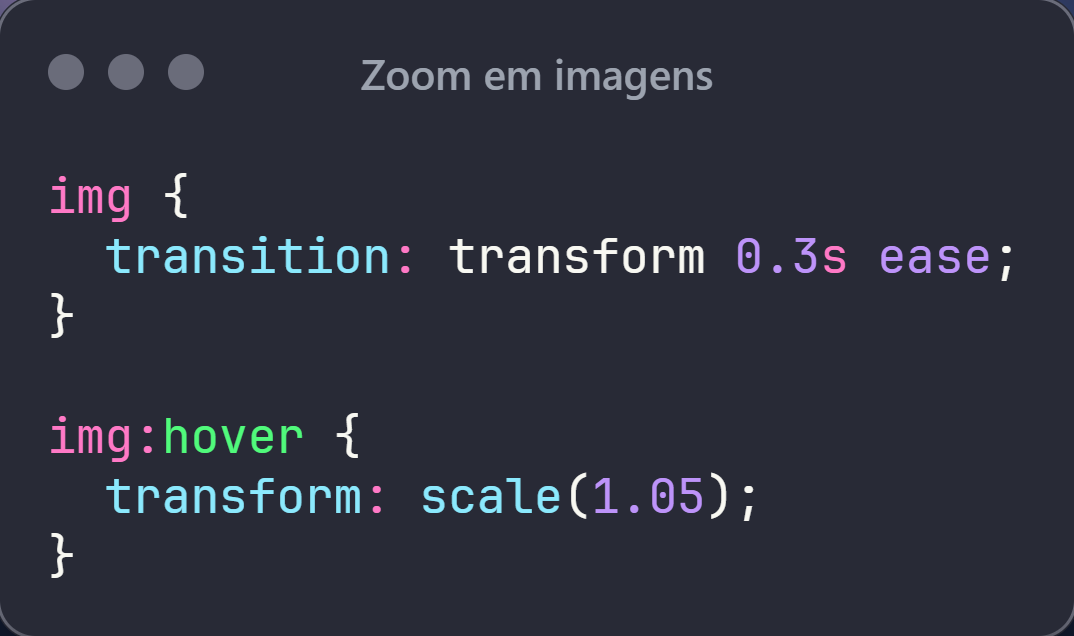 Zoom em imagens
img {
  transition: transform 0.3s ease;
}
img:hover {
  transform: scale(1.05);
}